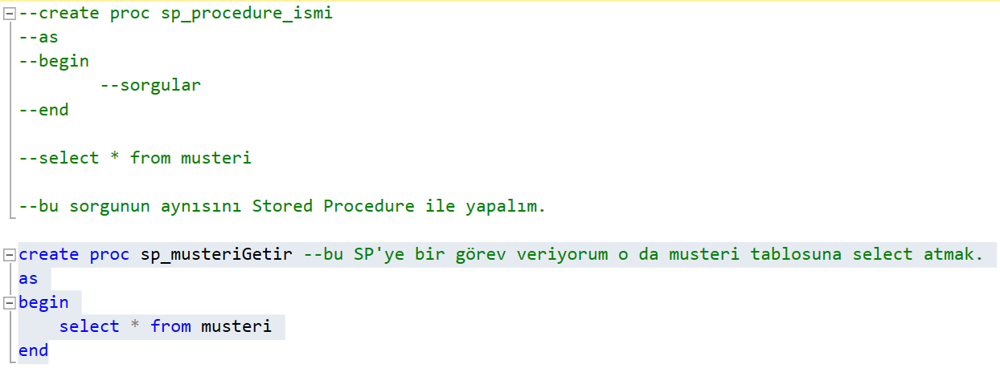 --create proc sp_procedure_ismi
--as
--begin
--sorgular
--end
--select * from musteri
--bu sorgunun aynısını Stored Procedure ile yapalım.
create proc sp_musteriGetir --bu SP'ye bir görev veriyorum o da musteri tablosuna select atmak.
as
begin
select * from musteri
end